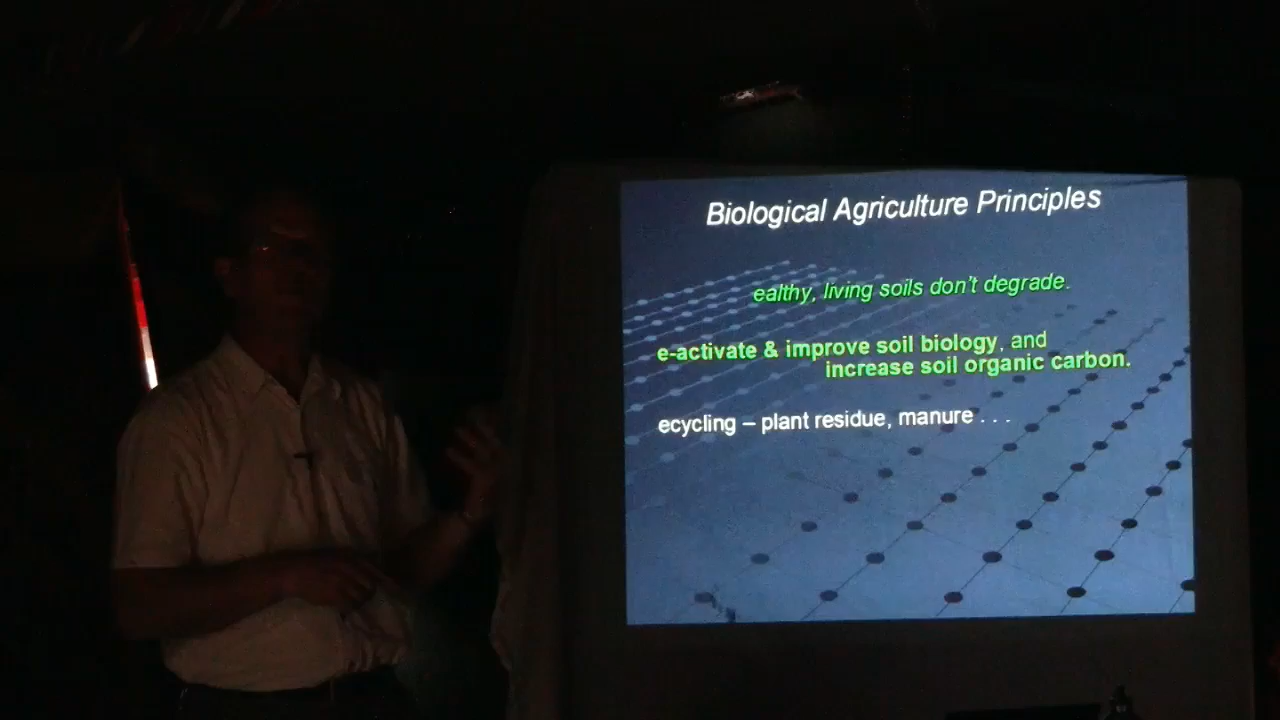 Biological Agriculture Principles
ealthy, living soils don't degrade.
e-activate & improve soil biology, and
increase soil organic carbon.
ecycling – plant residue, manure . . .